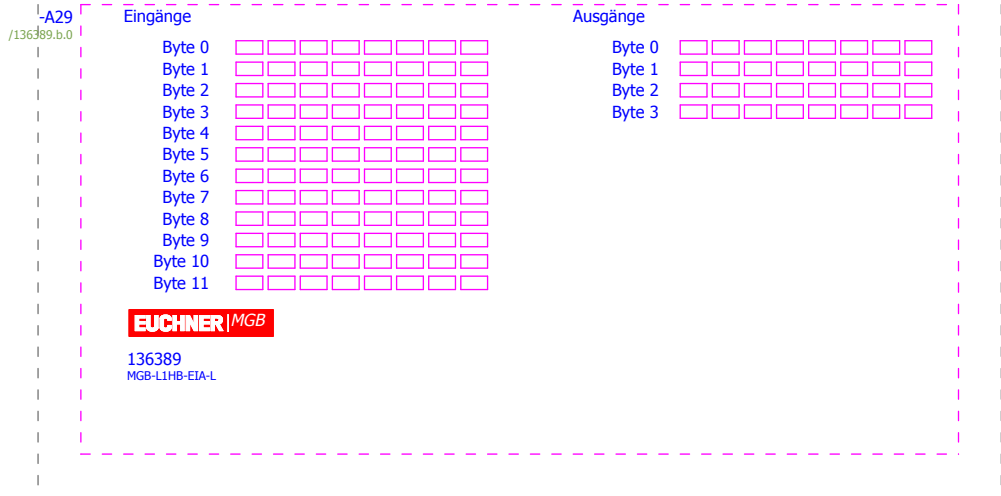 -A29
/136389.b.0
Eingänge
Byte 0
Byte 1
Byte 2
Byte 3
Byte 4
Byte 5
Byte 6
Byte 7
Byte 8
Byte 9
Byte 10
Byte 11
Ausgänge
Byte 0
Byte 1
Byte 2
Byte 3
EUCHNER|MGB
136389
MGB-L1HB-EIA-L